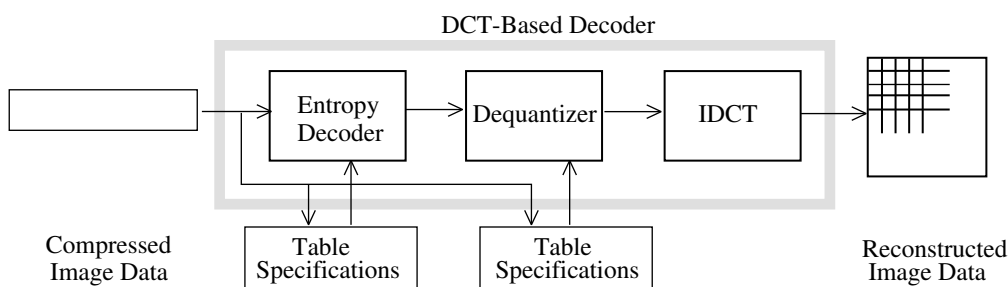 DCT-Based Decoder
Entropy
Decoder
Dequantizer
IDCT
Compressed
Image Data
Table
Specifications
Table
Specifications
Reconstructed
Image Data